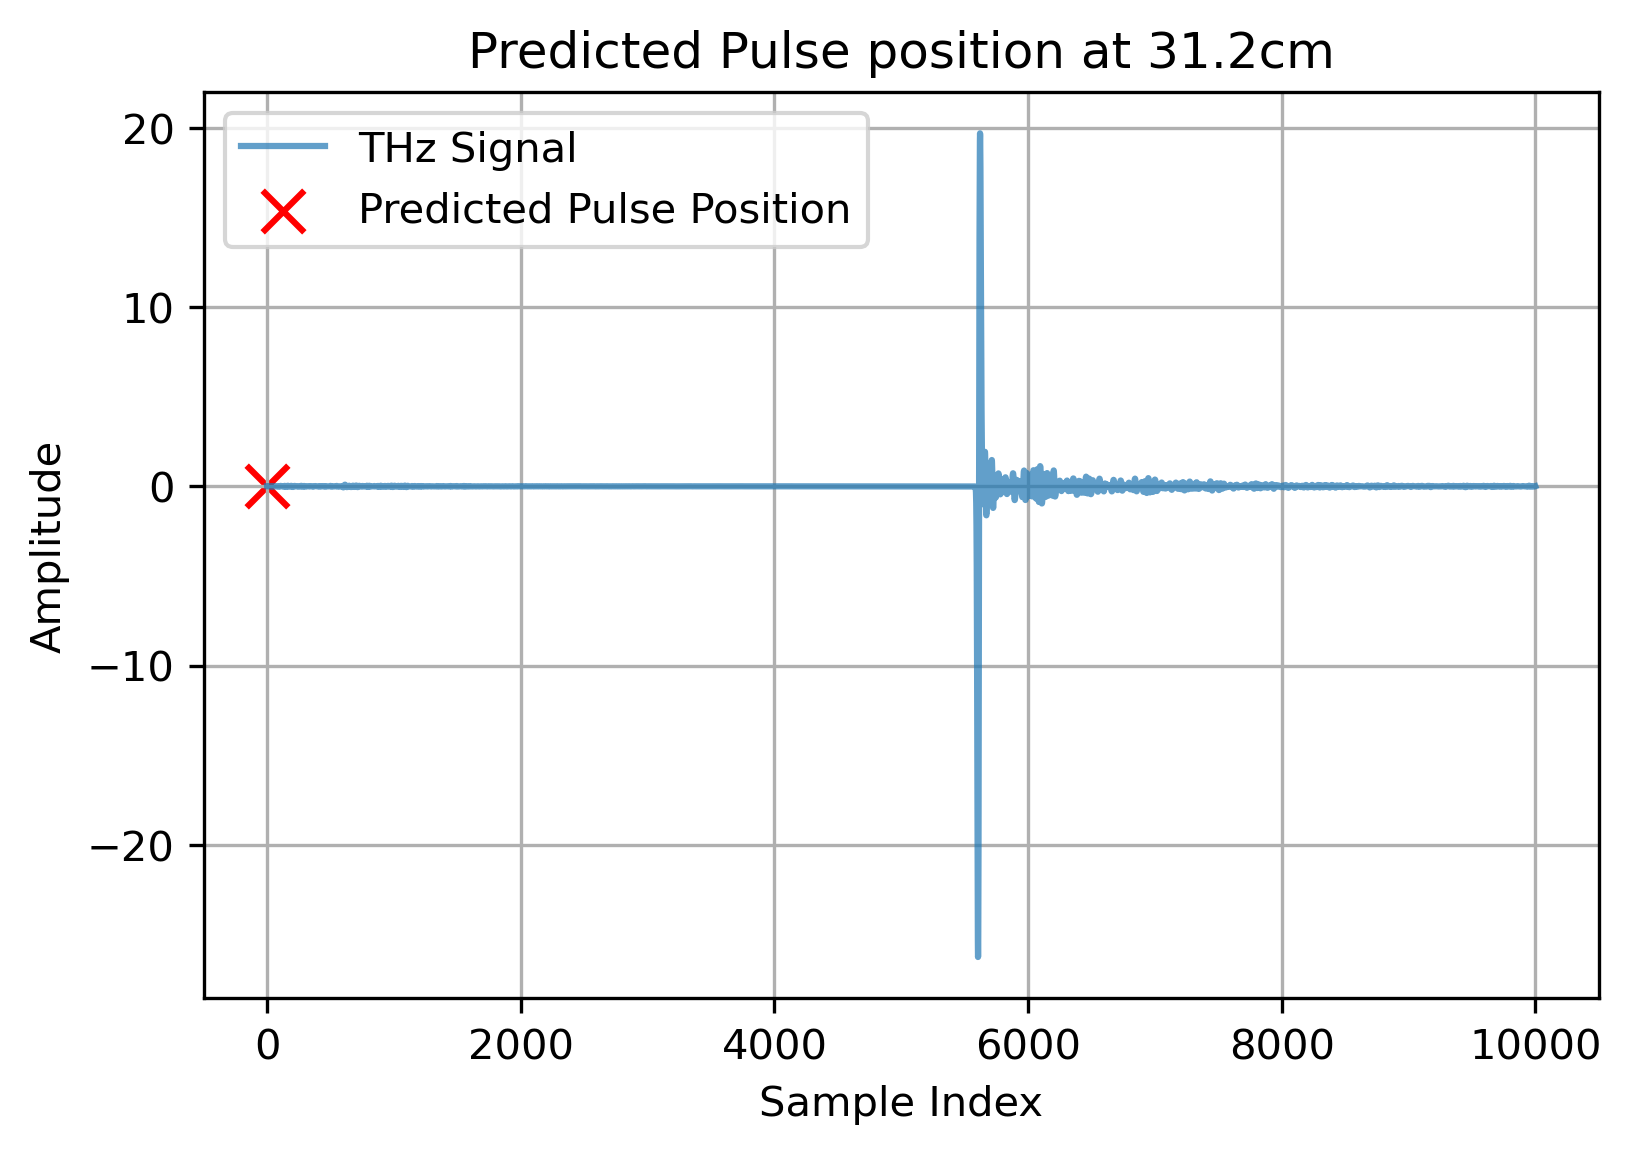 Predicted Pulse position at 31.2cm
THz Signal
Predicted Pulse Position
20
10
0
−10
−20
Amplitude
0 2000 4000 6000 8000 10000
Sample Index